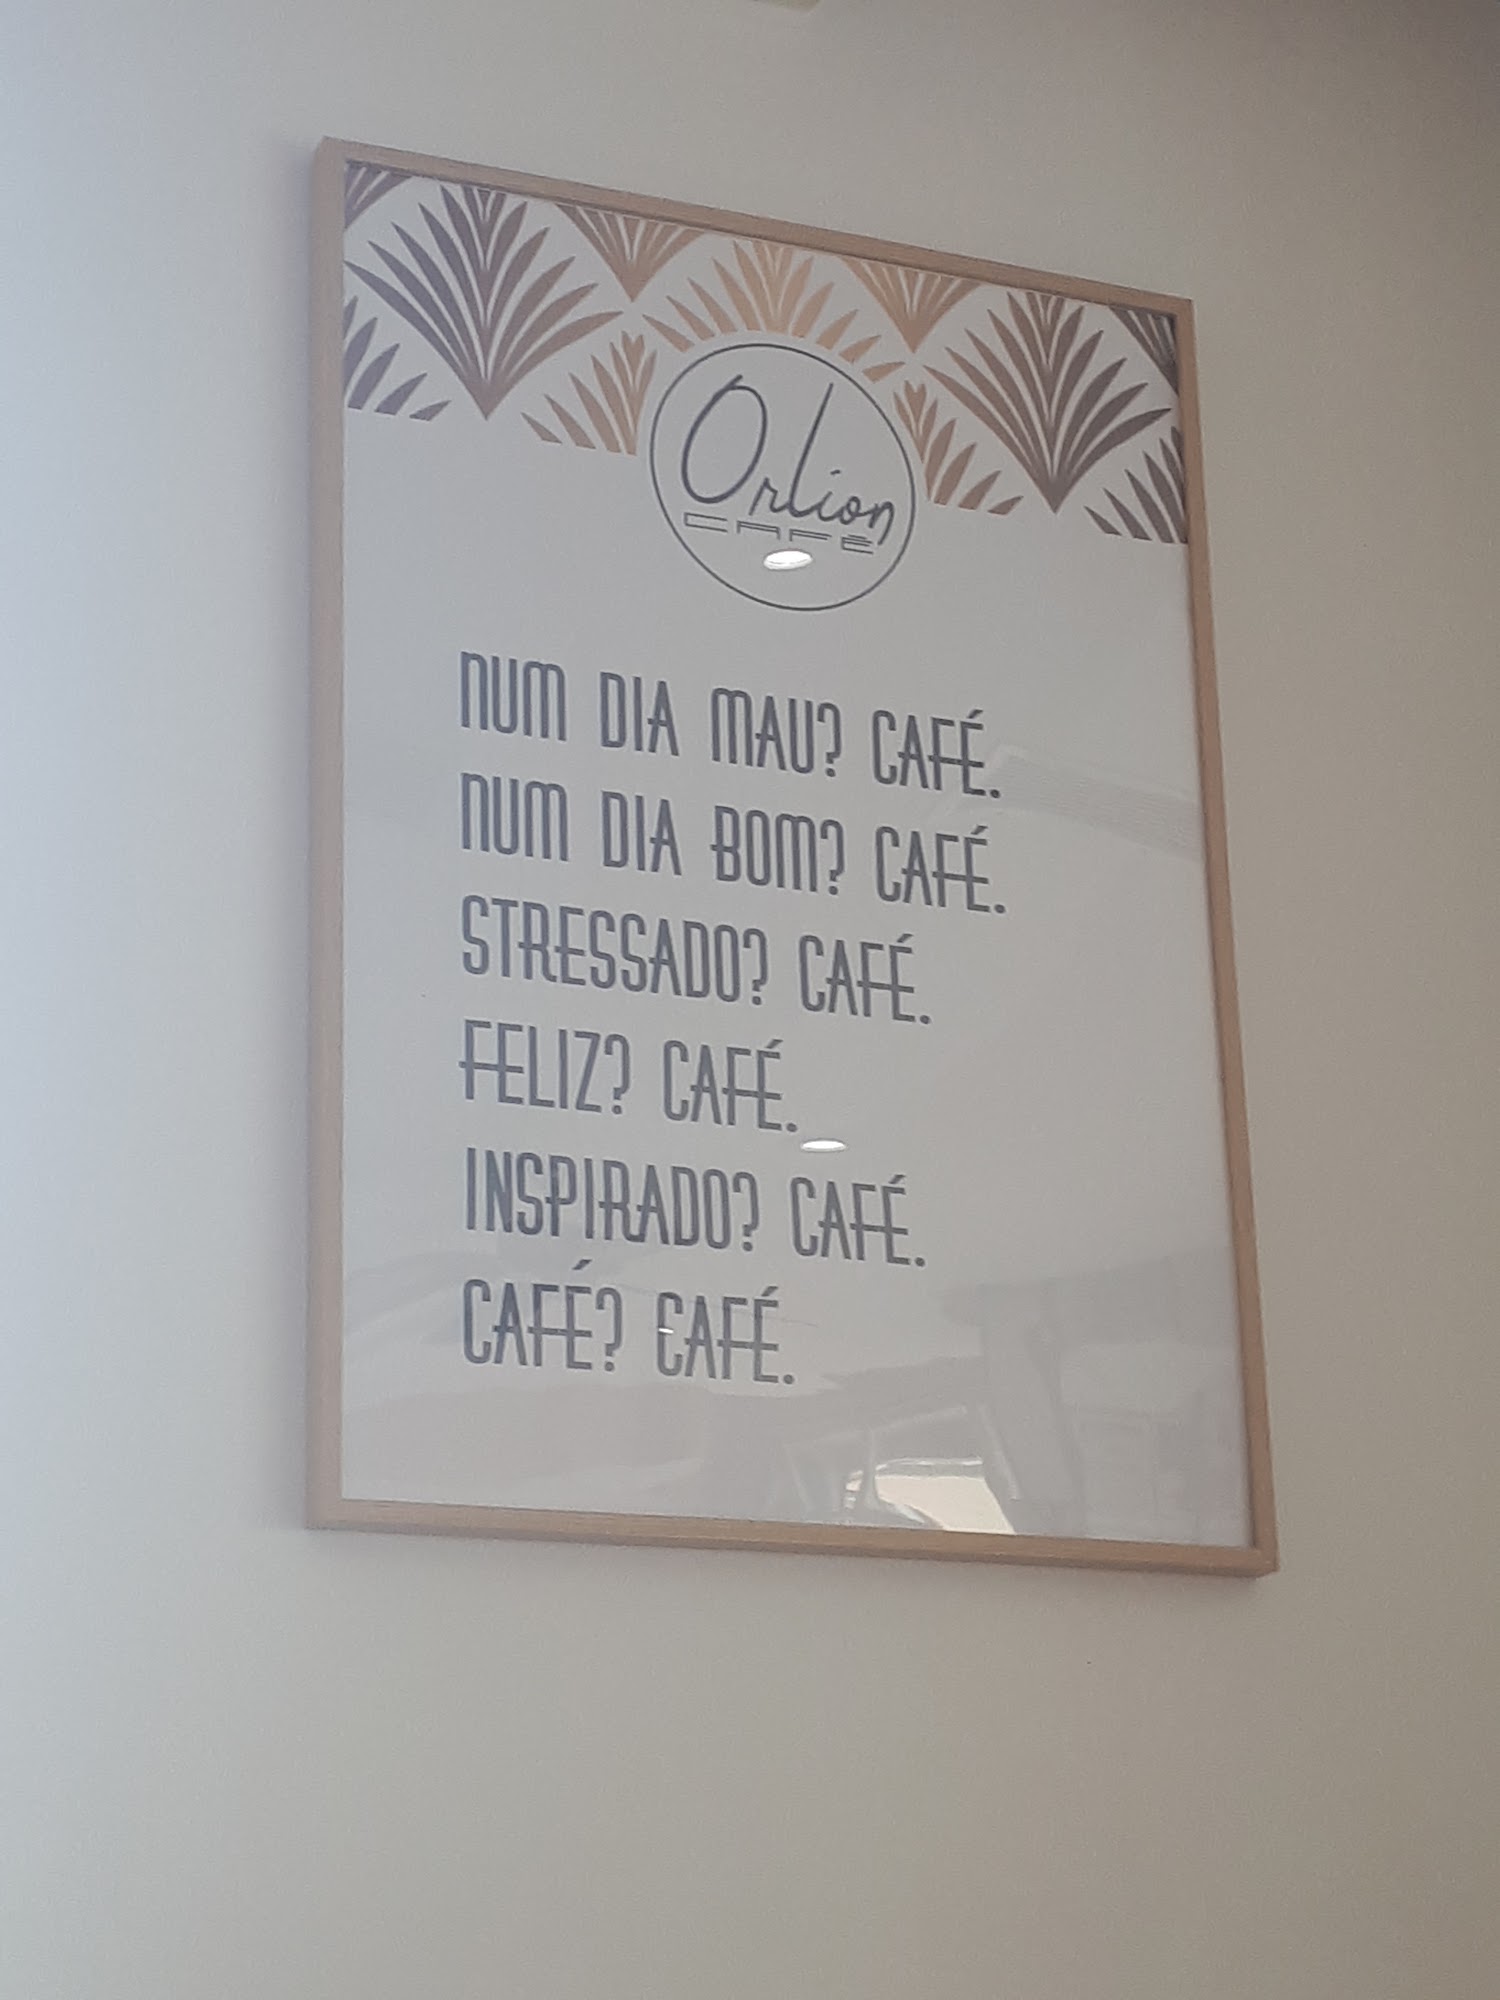 Orlion
CAFÉ
NUM DIA MAU? CAFÉ.
NUM DIA BOM? CAFÉ.
STRESSADO? CAFÉ.
FELIZ? CAFÉ.
INSPIRADO? CAFÉ.
CAFÉ? CAFÉ.